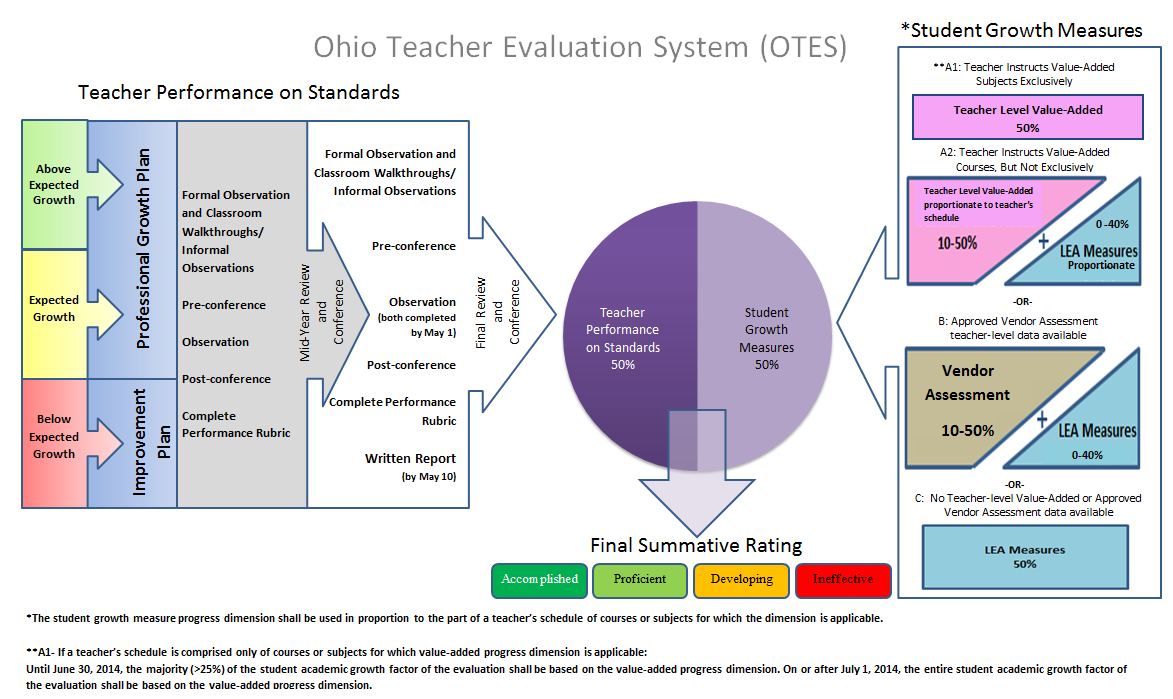 Ohio Teacher Evaluation System (OTES)
Teacher Performance on Standards
Above
Expected
Growth
Expected
Growth
Below
Expected
Growth
Professional Growth Plan
Improvement
Plan
Formal Observation
and Classroom
Walkthroughs/
Informal
Observations
Pre-conference
Observation
Post-conference
Complete
Performance Rubric
Mid-Year Review
and
Conference
Formal Observation and
Classroom Walkthroughs/
Informal Observations
Pre-conference
Observation
(both completed
by May 1)
Post-conference
Complete Performance
Rubric
Written Report
(by May 10)
Final Review
and
Conference
Teacher
Performance
on Standards
50%
Student
Growth
Measures
50%
*Student Growth Measures
**A1: Teacher Instructs Value-Added
Subjects Exclusively
Teacher Level Value-Added
50%
A2: Teacher Instructs Value-Added
Courses, But Not Exclusively
Teacher Level Value-Added
proportionate to teacher's
schedule
10-50%
+
0 -40%
LEA Measures
Proportionate
-OR-
B: Approved Vendor Assessment
teacher-level data available
Vendor
Assessment
10-50%
+
LEA Measures
0-40%
-OR-
C: No Teacher-level Value-Added or Approved
Vendor Assessment data available
LEA Measures
50%
Final Summative Rating
Accomplished
Proficient
Developing
Ineffective
*The student growth measure progress dimension shall be used in proportion to the part of a teacher's schedule of courses or subjects for which the dimension is applicable.
**A1- If a teacher's schedule is comprised only of courses or subjects for which value-added progress dimension is applicable:
Until June 30, 2014, the majority (>25%) of the student academic growth factor of the evaluation shall be based on the value-added progress dimension. On or after July 1, 2014, the entire student academic growth factor of
the evaluation shall be based on the value-added progress dimension.